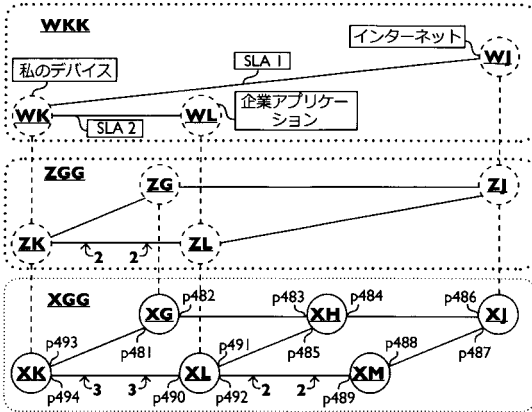 WKK
インターネット
WJ
私のデバイス
SLA 1
WK
SLA 2
WL
企業アプリケー
ション
ZGG
ZG
ZJ
ZK
2
2
ZL
XGG
XG
p482
p483
XH
p484
p486
XJ
p493
p481
p491
p485
p488
p487
XK
p494
3
3
p490
XL
p492
2
2
p489
XM